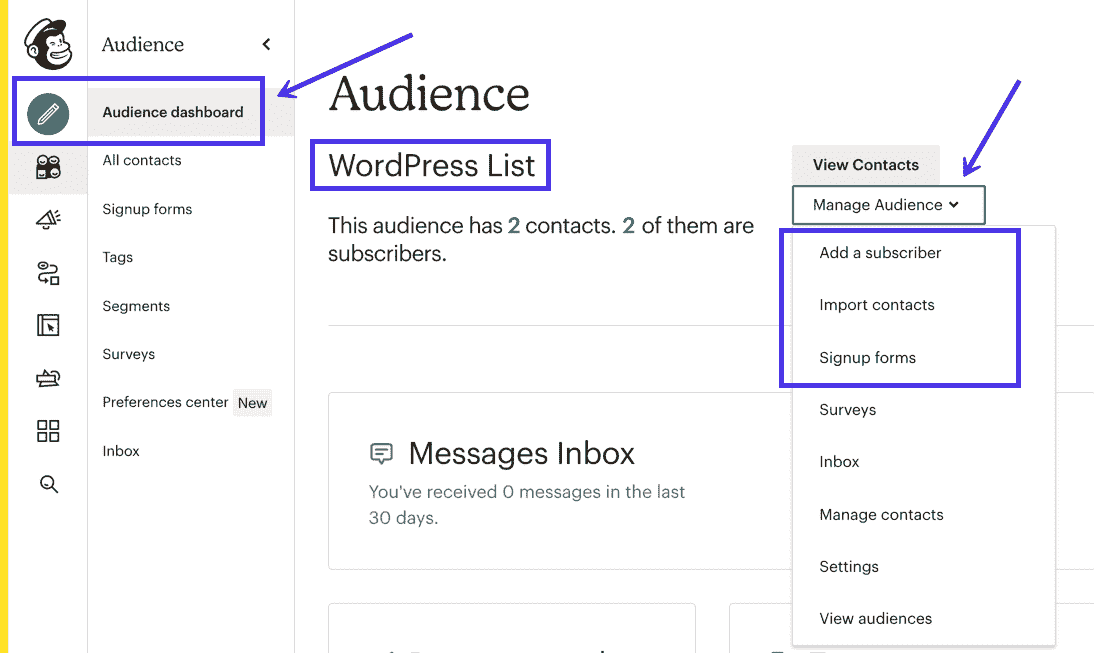 Audience
Audience dashboard
All contacts
Signup forms
Tags
Segments
Surveys
Preferences center New
Inbox
Audience
WordPress List
This audience has 2 contacts. 2 of them are
subscribers.
View Contacts
Manage Audience
Add a subscriber
Import contacts
Signup forms
Surveys
Inbox
Manage contacts
Settings
View audiences
Messages Inbox
You've received 0 messages in the last
30 days.